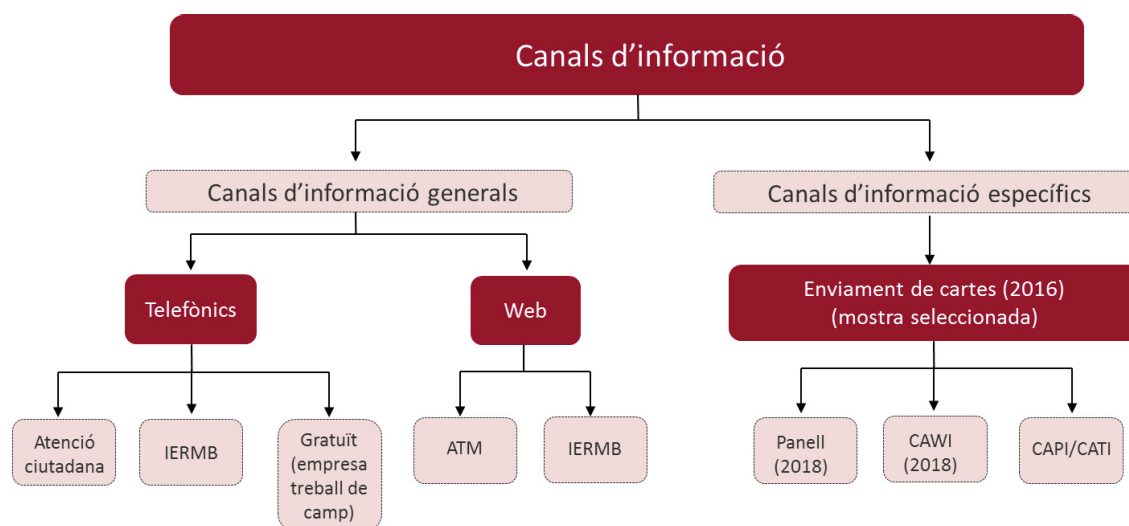 Canals d’informació
Canals d’informació generals
Canals d’informació específics
Telefònics
Web
Enviament de cartes (2016)
(mostra seleccionada)
Atenció
ciutadana
IERMB
Gratuït
(empresa
treball de
camp)
ATM
IERMB
Panell
(2018)
CAWI
(2018)
CAPI/CATI